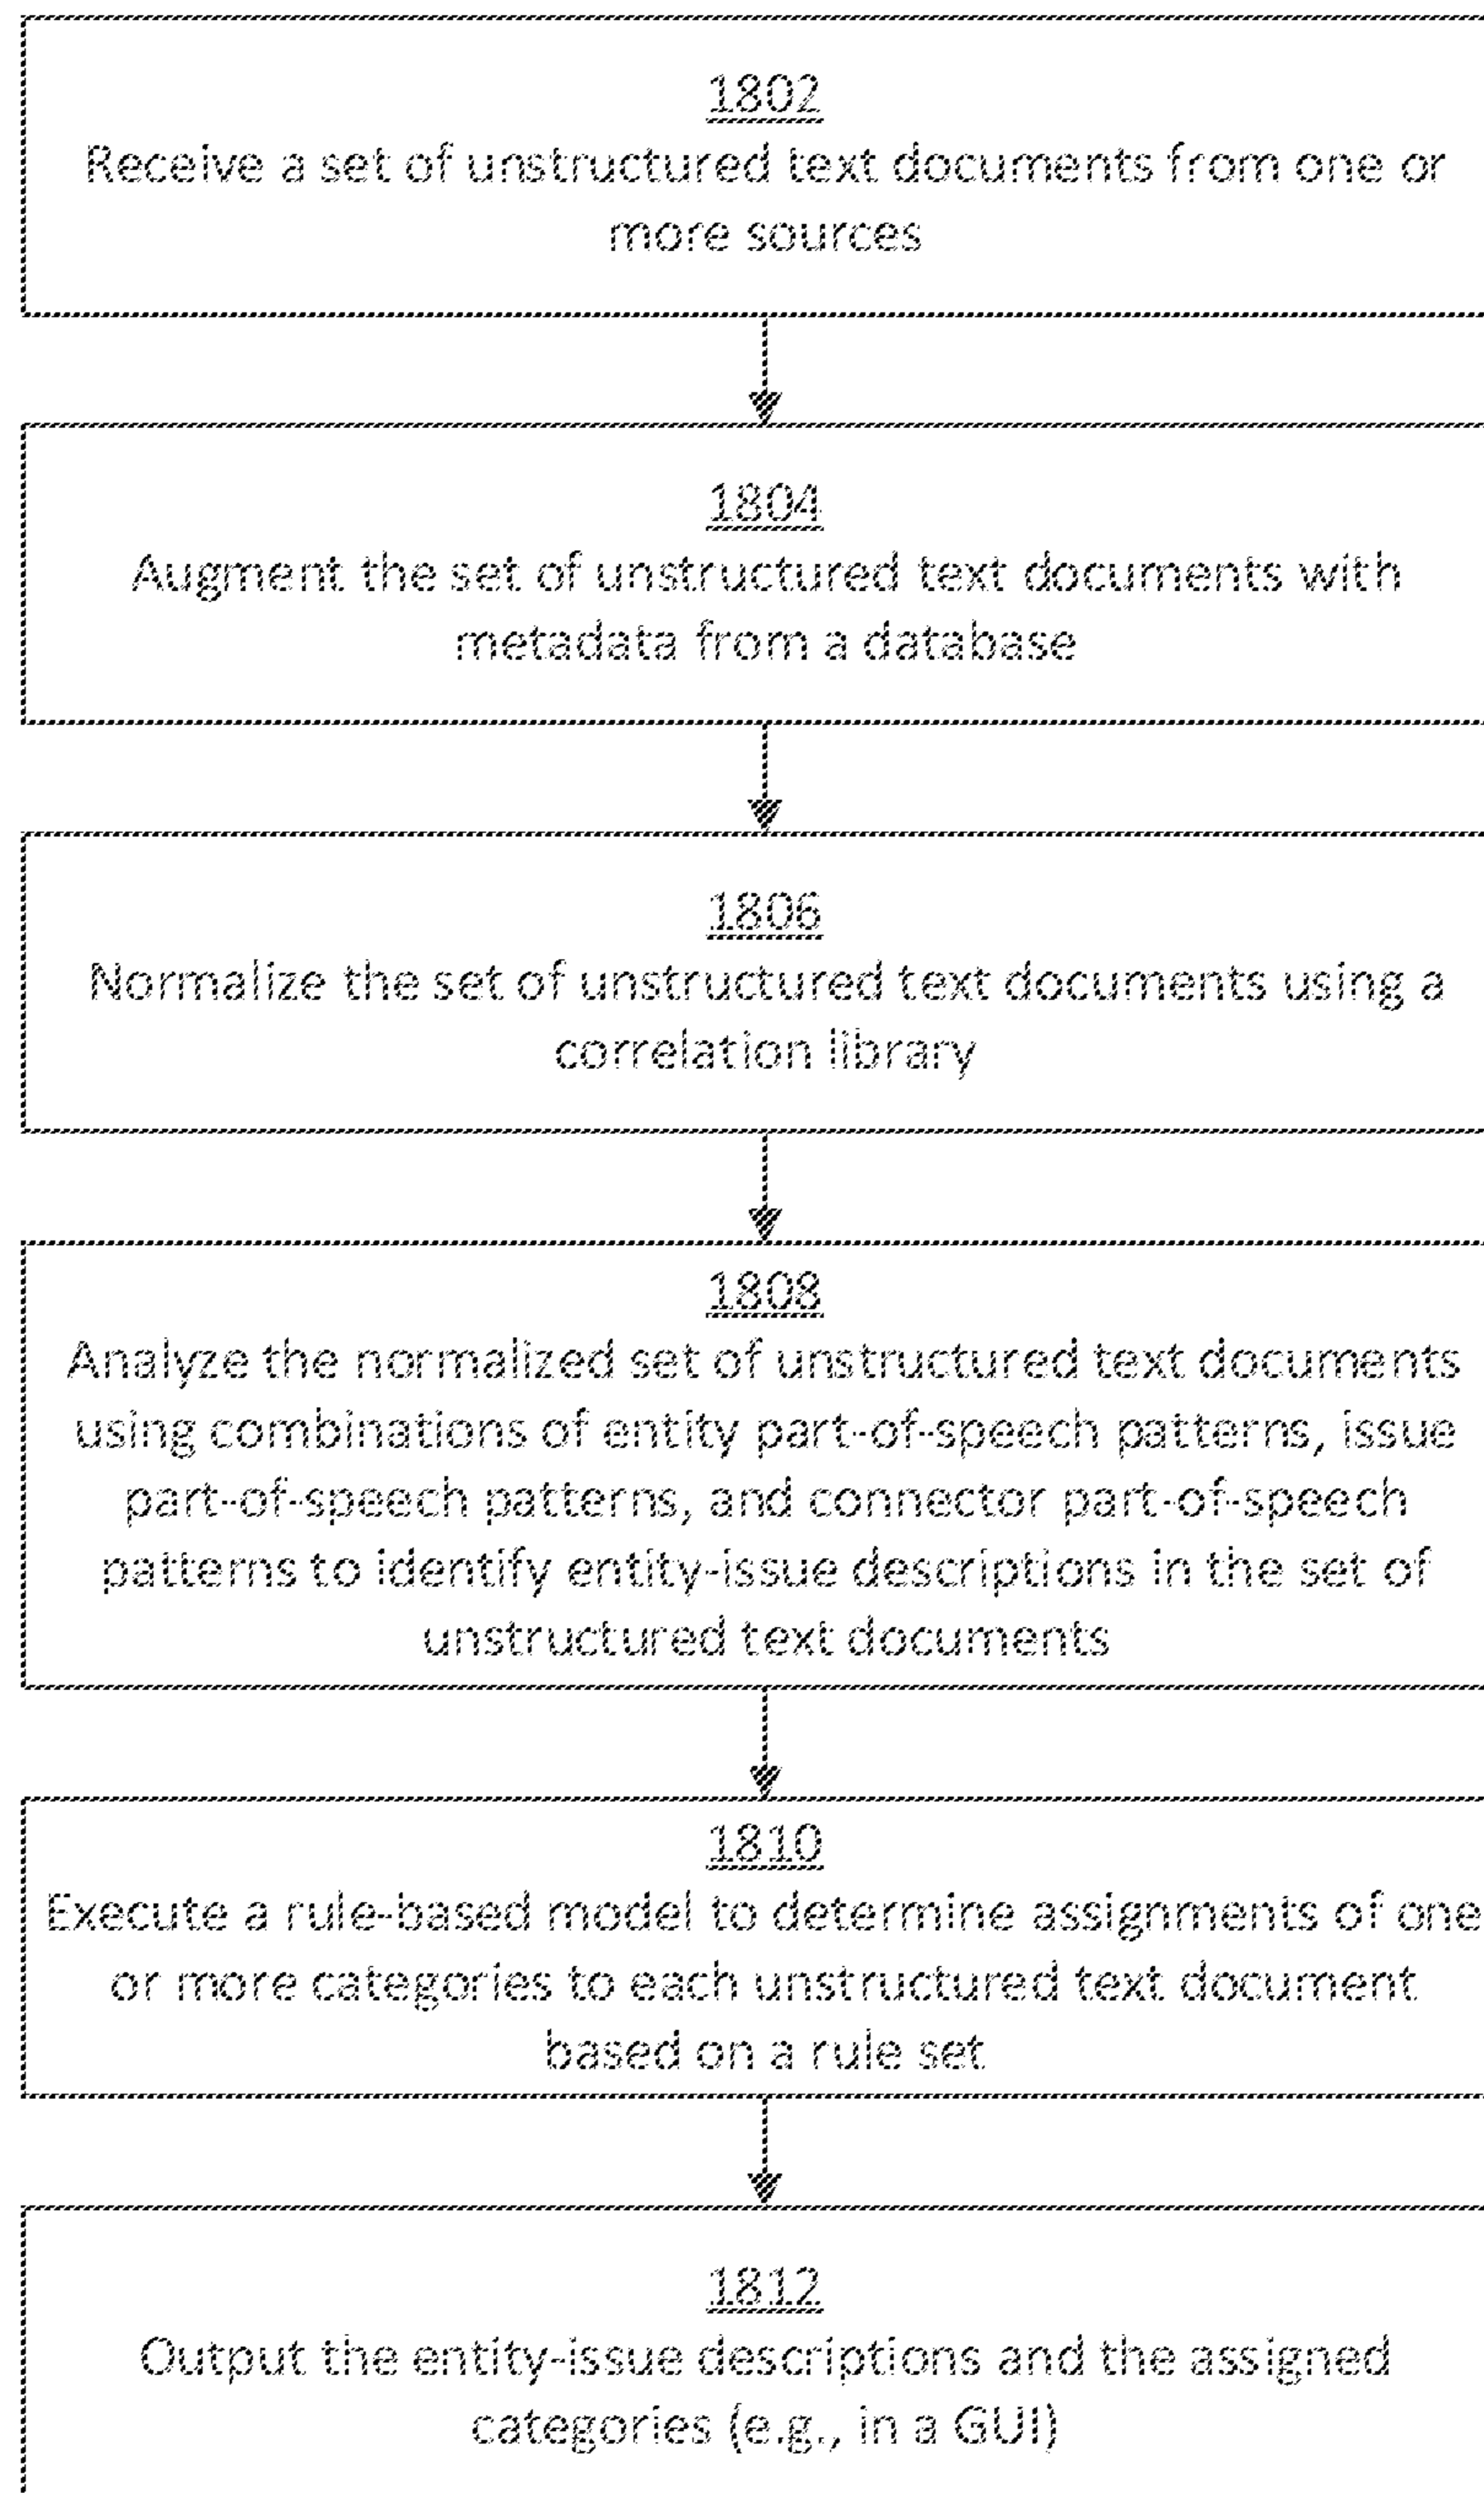 1802
Receive a set of unstructured text documents from one or
more sources
1804
Augment the set of unstructured text documents with
metadata from a database
1806
Normalize the set of unstructured text documents using a
correlation library
1808
Analyze the normalized set of unstructured text documents
using combinations of entity part-of-speech patterns, issue
part-of-speech patterns, and connector part-of-speech
patterns to identify entity-issue descriptions in the set of
unstructured text documents
1810
Execute a rule-based model to determine assignments of one
or more categories to each unstructured text document
based on a rule set
1812
Output the entity-issue descriptions and the assigned
categories (e.g., in a GUI)